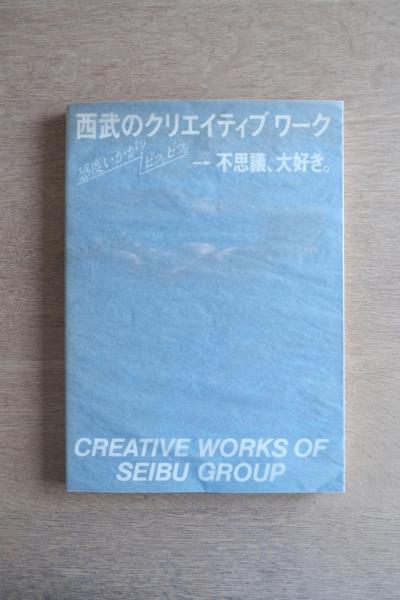 西武のクリエイティブ ワーク
感度いかが?
ピッ。ピッ。
→不思議、大好き。
CREATIVE WORKS OF
SEIBU GROUP